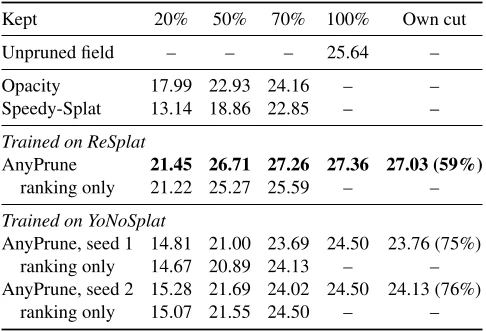 Kept 20% 50% 70% 100% Own cut
Unpruned field – – – 25.64 –
Opacity 17.99 22.93 24.16 – –
Speedy-Splat 13.14 18.86 22.85 – –
Trained on ReSplat
AnyPrune 21.45 26.71 27.26 27.36 27.03 (59%)
ranking only 21.22 25.27 25.59 – –
Trained on YoNoSplat
AnyPrune, seed 1 14.81 21.00 23.69 24.50 23.76 (75%)
ranking only 14.67 20.89 24.13 – –
AnyPrune, seed 2 15.28 21.69 24.02 24.50 24.13 (76%)
ranking only 15.07 21.55 24.50 – –